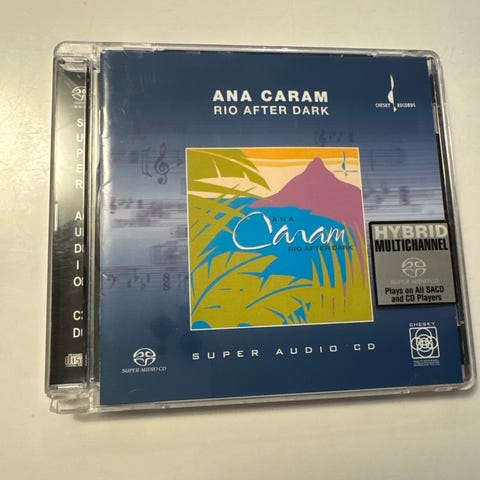 ANA CARAM
RIO AFTER DARK
CHESKY RECORDS
ANA
Caram
RIO AFTER DARK
HYBRID
MULTICHANNEL
SUPER AUDIO CD
Plays on All SACD
and CD Players
CHESKY
SUPER AUDIO CD
SUPER AUDIO CD
S
U
P
E
R
A
U
D
I